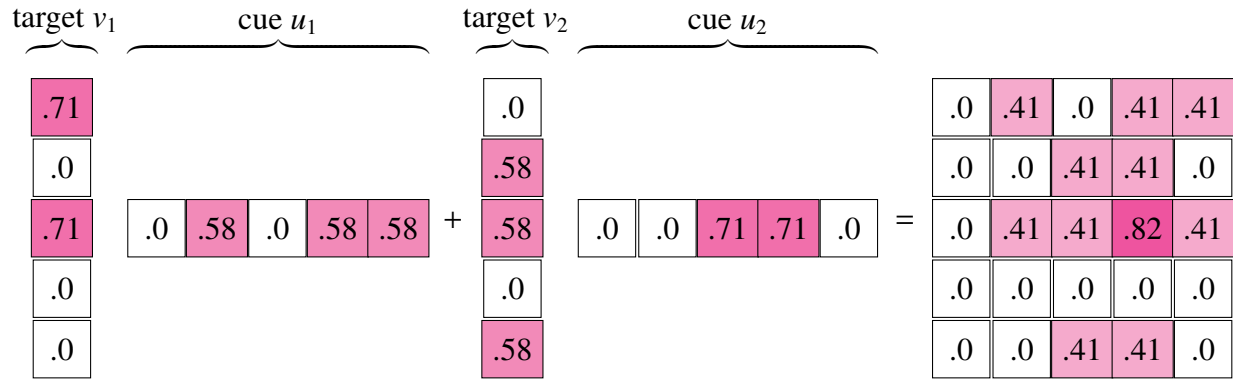 target v₁ cue u₁ target v₂ cue u₂
.71 .0 .0 .41 .0 .41 .41
.0 .58 .0 .0 .41 .41 .0
.71 .0 .58 .0 .58 .58 + .58 .0 .0 .71 .71 .0 = .0 .41 .41 .82 .41
.0 .0 .0 .0 .0 .0 .0
.0 .58 .0 .0 .41 .41 .0